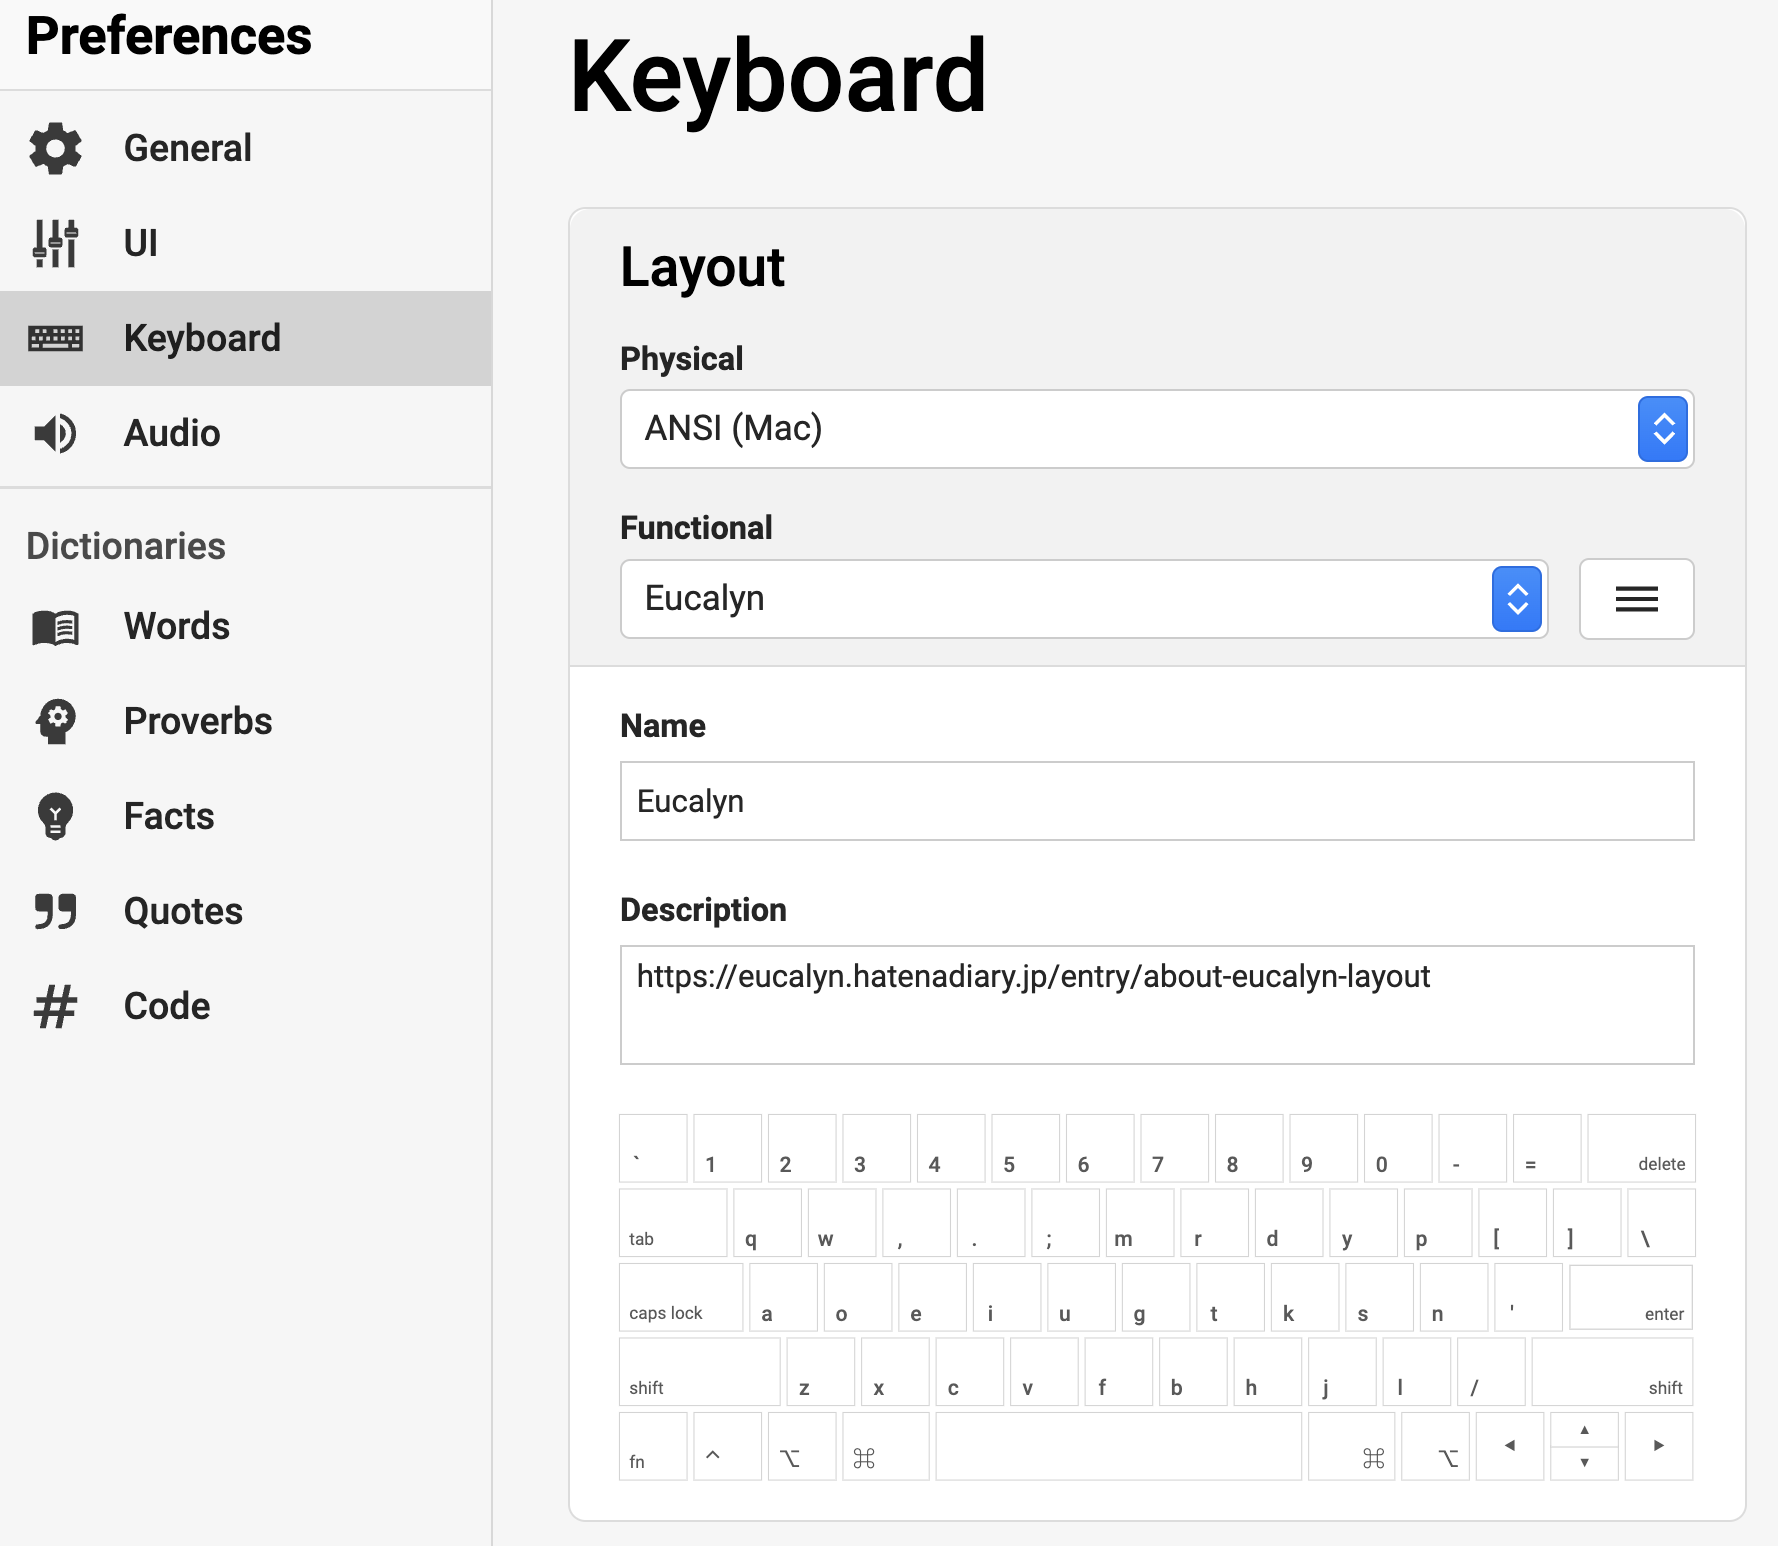 Preferences
General
UI
Keyboard
Audio
Dictionaries
Words
Proverbs
Facts
Quotes
Code
Keyboard
Layout
Physical
ANSI (Mac)
Functional
Eucalyn
Name
Eucalyn
Description
https://eucalyn.hatenadiary.jp/entry/about-eucalyn-layout
` 1 2 3 4 5 6 7 8 9 0 - = delete
tab q w , . ; m r d y p [ ] \
caps lock a o e i u g t k s n ' enter
shift z x c v f b h j l / shift
fn ^ ⌥ ⌘ ⌘ ⌥ ◀ ▲ ▼ ▶